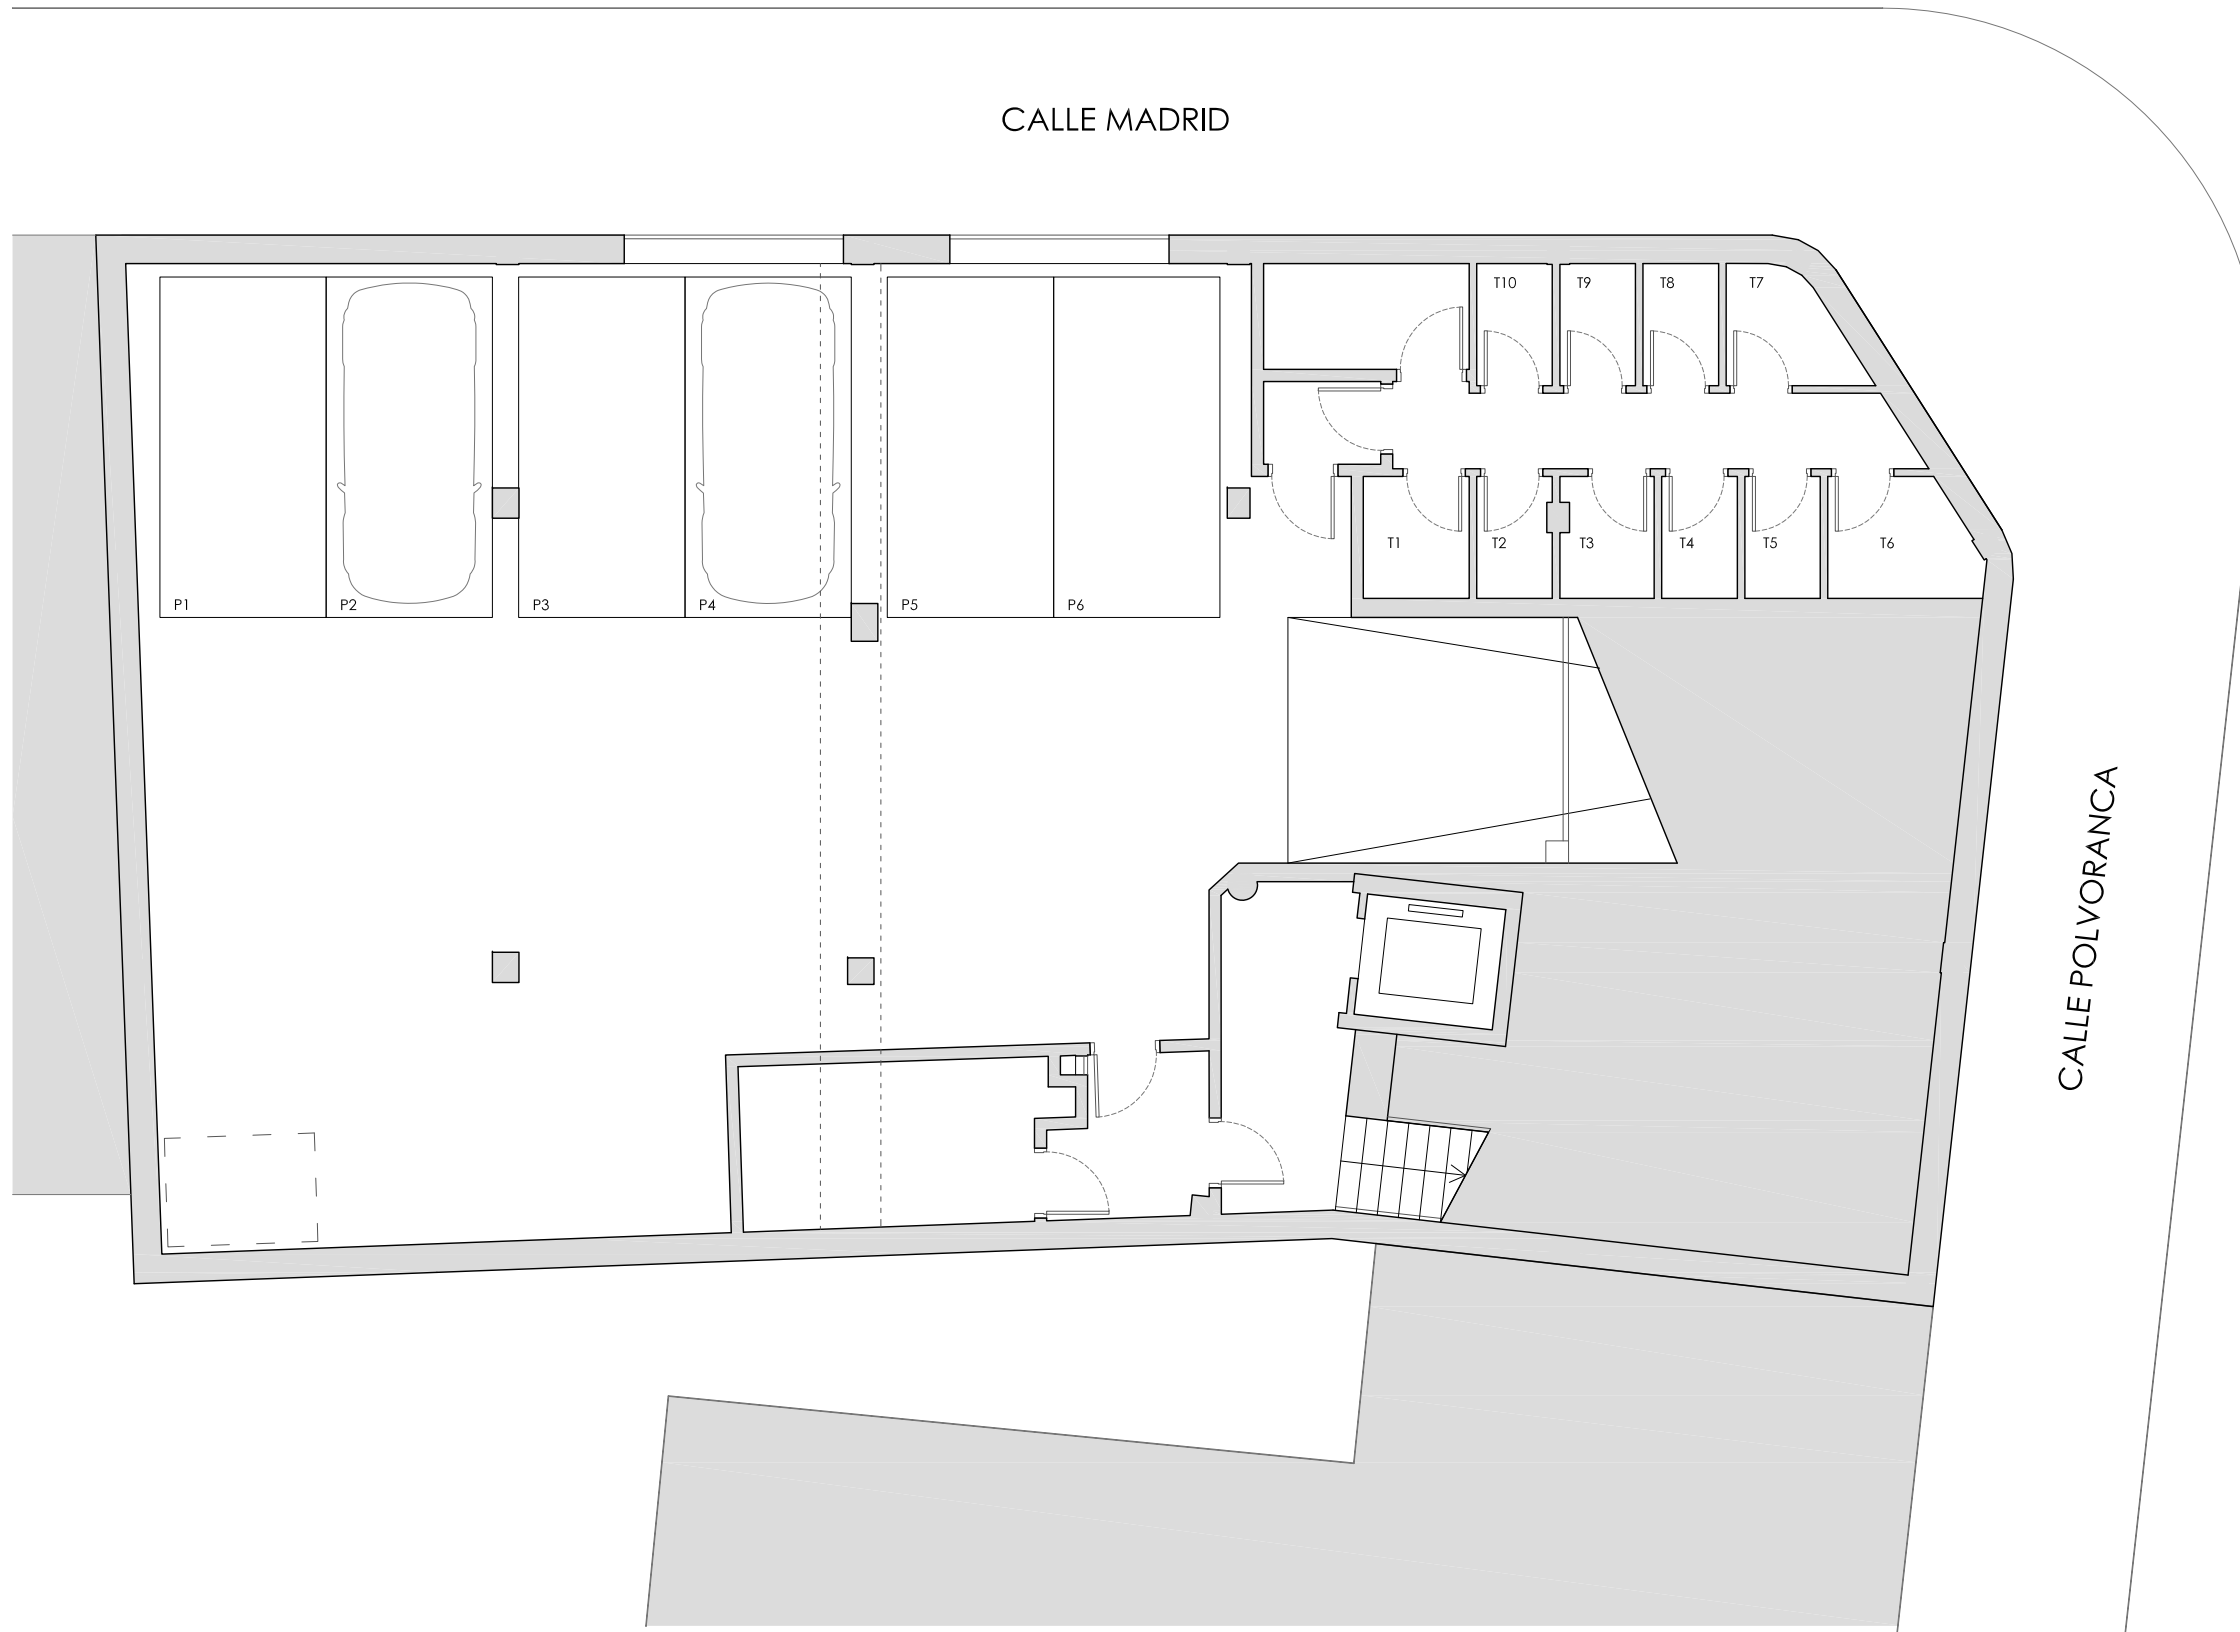 CALLE MADRID
T10
T9
T8
T7
T1
T2
T3
T4
T5
T6
P1
P2
P3
P4
P5
P6
CALLE POLVORANCA